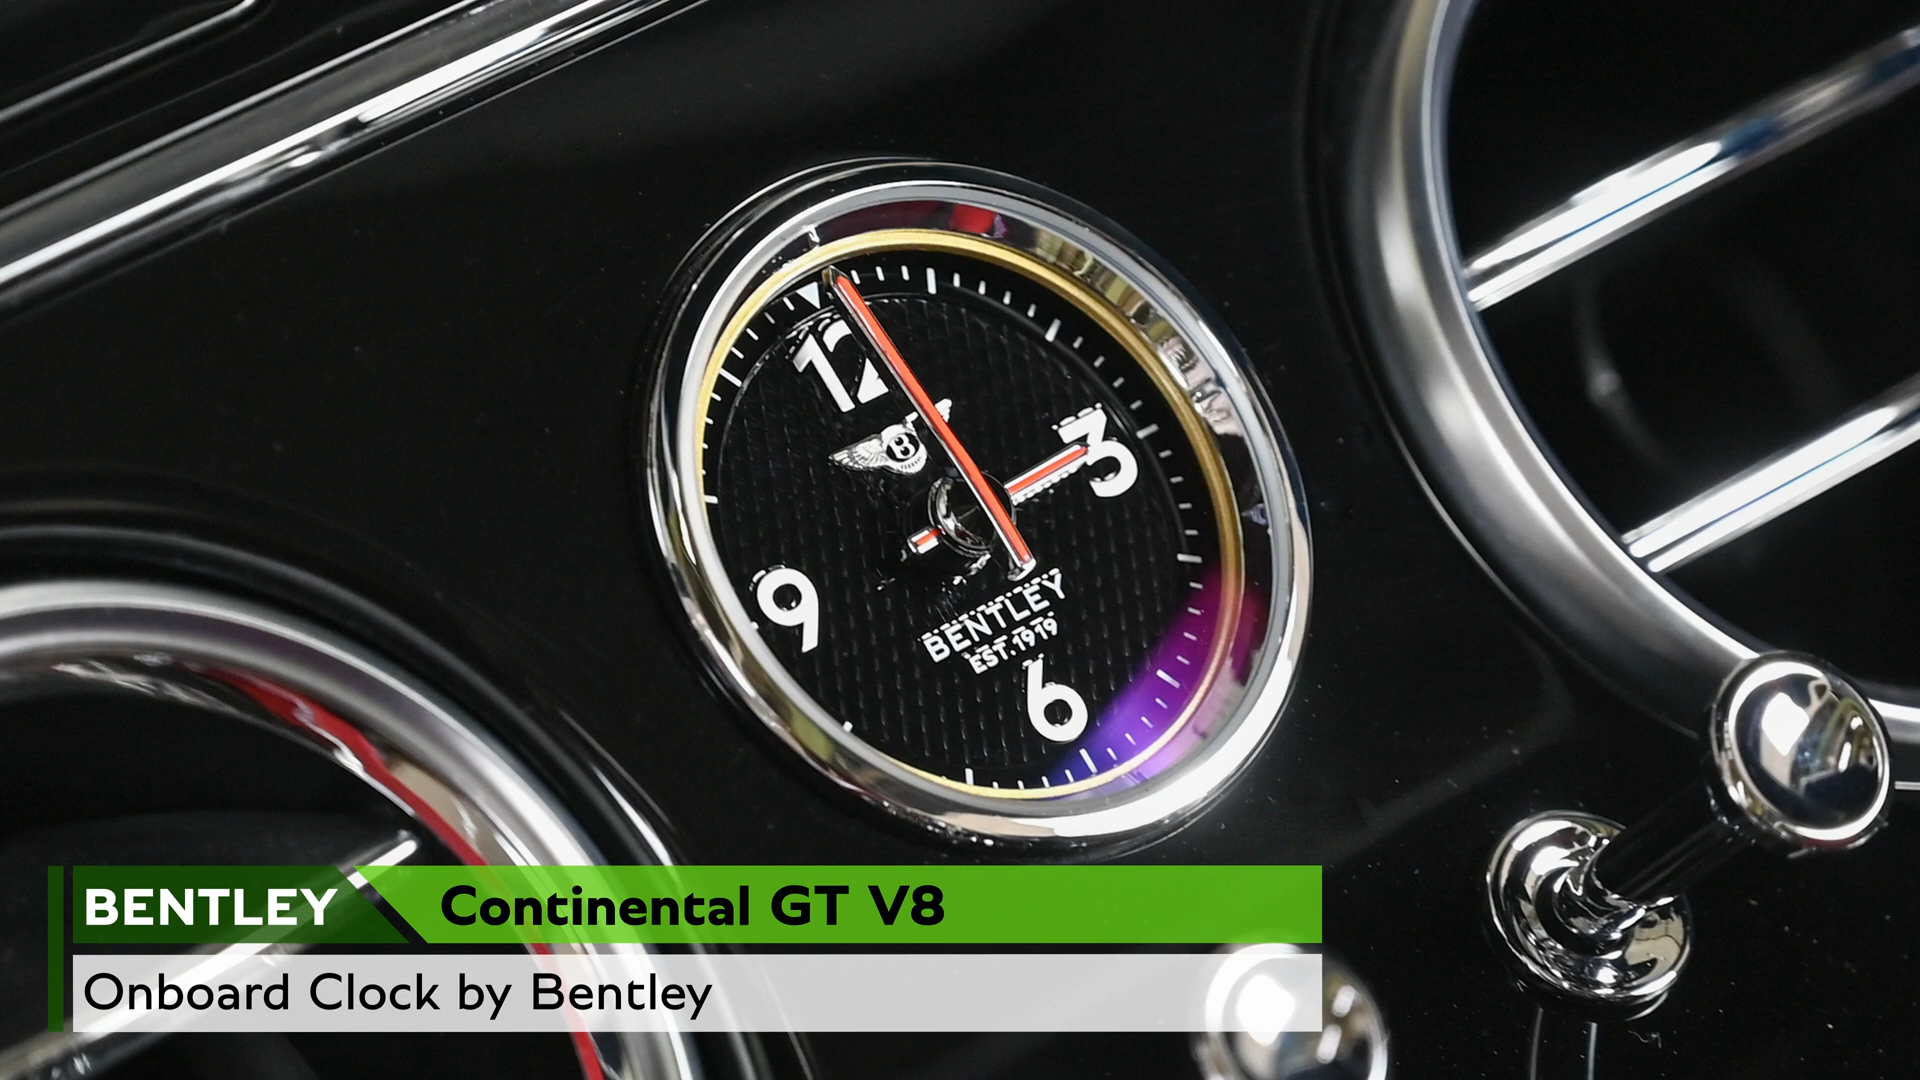 12
B
3
9
BENTLEY
EST.1919
6
BENTLEY Continental GT V8
Onboard Clock by Bentley